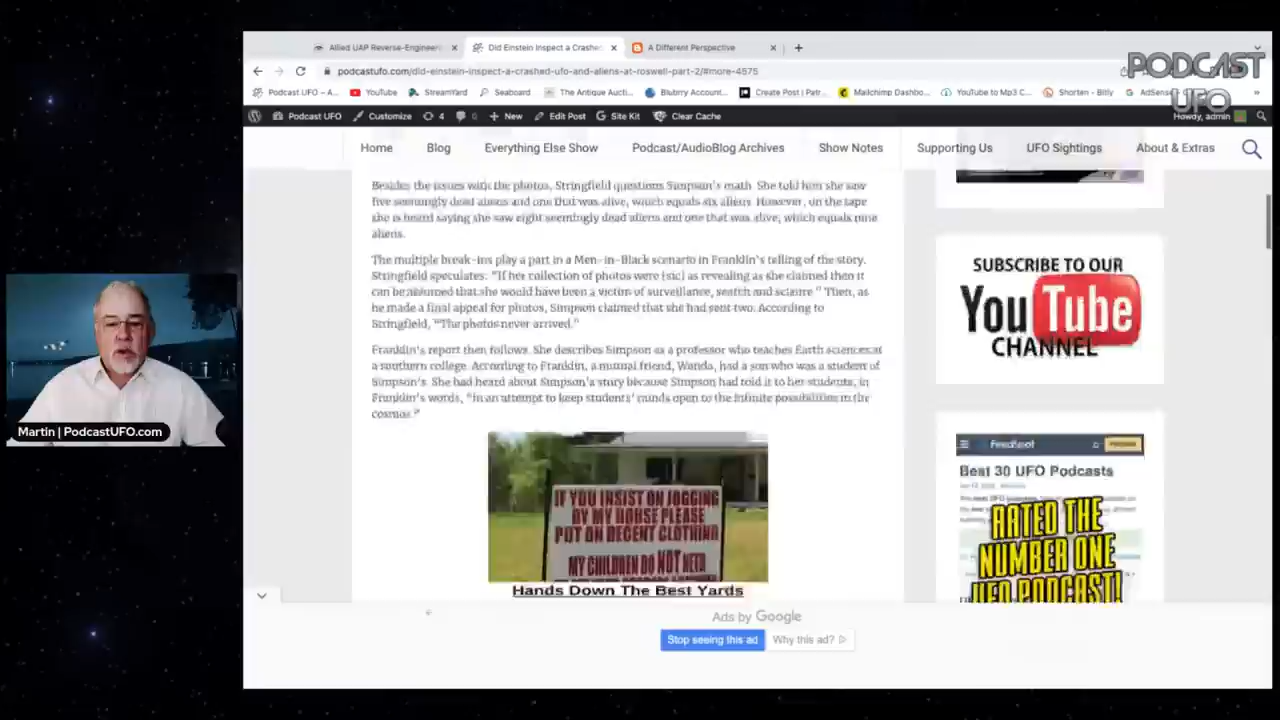 Allied UAP Reverse-Engineeri
Did Einstein Inspect a Crashed
A Different Perspective
PODCAST
UFO
podcastufo.com/did-einstein-inspect-a-crashed-ufo-and-aliens-at-roswell-part-2/#more-4575
Podcast UFO – A...
YouTube
StreamYard
Seaboard
The Antique Aucti...
Blubrry Account...
Create Post | Patr...
Mailchimp Dashbo...
YouTube to Mp3 C...
Shorten - Bitly
AdSense
Podcast UFO
Customize
4
0
New
Edit Post
Site Kit
Clear Cache
Howdy, admin
Home
Blog
Everything Else Show
Podcast/AudioBlog Archives
Show Notes
Supporting Us
UFO Sightings
About & Extras
Besides the issues with the photos, Stringfield questions Simpson's math. She told him she saw
five seemingly dead aliens and one that was alive, which equals six aliens. However, on the tape
she is heard saying she saw eight seemingly dead aliens and one that was alive, which equals nine
aliens.
The multiple break-ins play a part in a Men-in-Black scenario in Franklin's telling of the story.
Stringfield speculates: "If her collection of photos were [sic] as revealing as she claimed then it
can be assumed that she would have been a victim of surveillance, search and seizure." Then, as
he made a final appeal for photos, Simpson claimed that she had sent two. According to
Stringfield, "The photos never arrived."
Franklin's report then follows. She describes Simpson as a professor who teaches Earth sciences at
a southern college. According to Franklin, a mutual friend, Wanda, had a son who was a student of
Simpson's. She had heard about Simpson's story because Simpson had told it to her students, in
Franklin's words, "in an attempt to keep students' minds open to the infinite possibilities in the
cosmos."
IF YOU INSIST ON JOGGING
BY MY HOUSE PLEASE
PUT ON DECENT CLOTHING
MY CHILDREN DO NOT NEED
Hands Down The Best Yards
Ads by Google
Stop seeing this ad
Why this ad?
SUBSCRIBE TO OUR
YouTube
CHANNEL
FeedSpot
Best 30 UFO Podcasts
RATED THE
NUMBER ONE
UFO PODCAST!
Martin | PodcastUFO.com